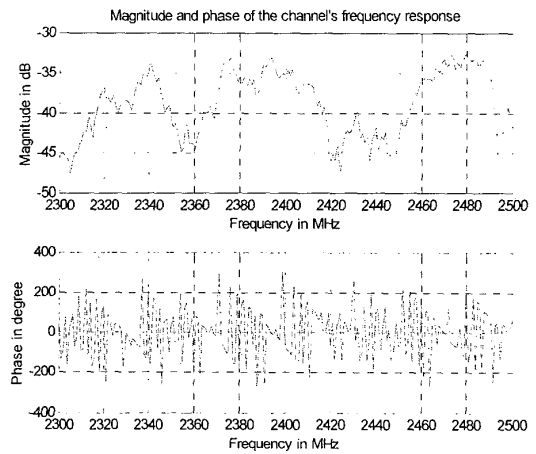 Magnitude and phase of the channel's frequency response
Magnitude in dB
-30
-35
-40
-45
-50
2300 2320 2340 2360 2380 2400 2420 2440 2460 2480 2500
Frequency in MHz
Phase in degree
400
200
0
-200
-400
2300 2320 2340 2360 2380 2400 2420 2440 2460 2480 2500
Frequency in MHz